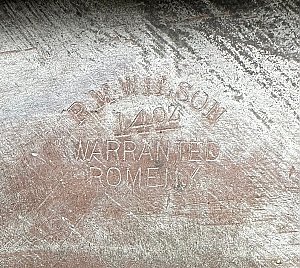 R.M.WILSON
14oz
WARRANTED
ROME N.Y.